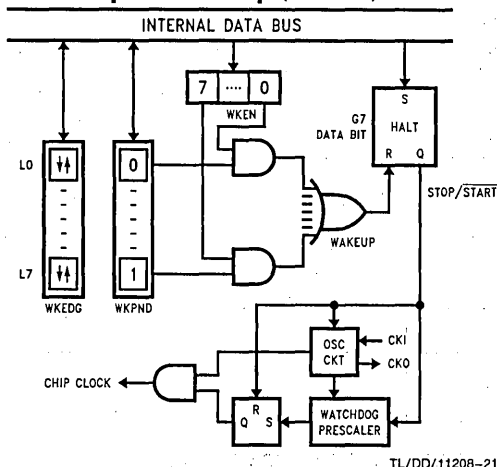 INTERNAL DATA BUS
7 .... 0
WKEN
G7
DATA BIT
S
HALT
R Q
L0
0
STOP/START
WAKEUP
L7
1
WKEDG
WKPND
OSC
CKT
CKI
CKO
CHIP CLOCK
R
Q S
WATCHDOG
PRESCALER
TL/DD/11208-21